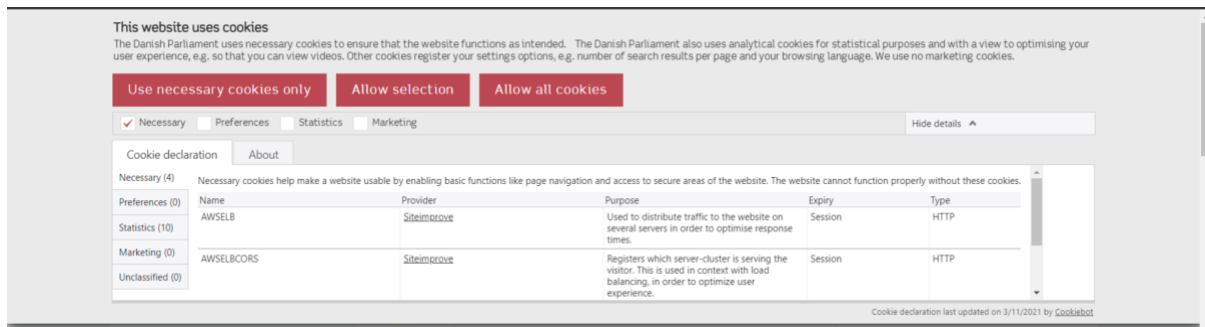 This website uses cookies
The Danish Parliament uses necessary cookies to ensure that the website functions as intended. The Danish Parliament also uses analytical cookies for statistical purposes and with a view to optimising your
user experience, e.g. so that you can view videos. Other cookies register your settings options, e.g. number of search results per page and your browsing language. We use no marketing cookies.
Use necessary cookies only Allow selection Allow all cookies
Necessary Preferences Statistics Marketing Hide details
Cookie declaration About
Necessary (4) Necessary cookies help make a website usable by enabling basic functions like page navigation and access to secure areas of the website. The website cannot function properly without these cookies.
Preferences (0)
Statistics (10)
Marketing (0)
Unclassified (0)
Name Provider Purpose Expiry Type
AWSELB Siteimprove Used to distribute traffic to the website on Session HTTP
several servers in order to optimise response
times.
AWSELBCORS Siteimprove Registers which server-cluster is serving the Session HTTP
visitor. This is used in context with load
balancing, in order to optimize user
experience.
Cookie declaration last updated on 3/11/2021 by Cookiebot